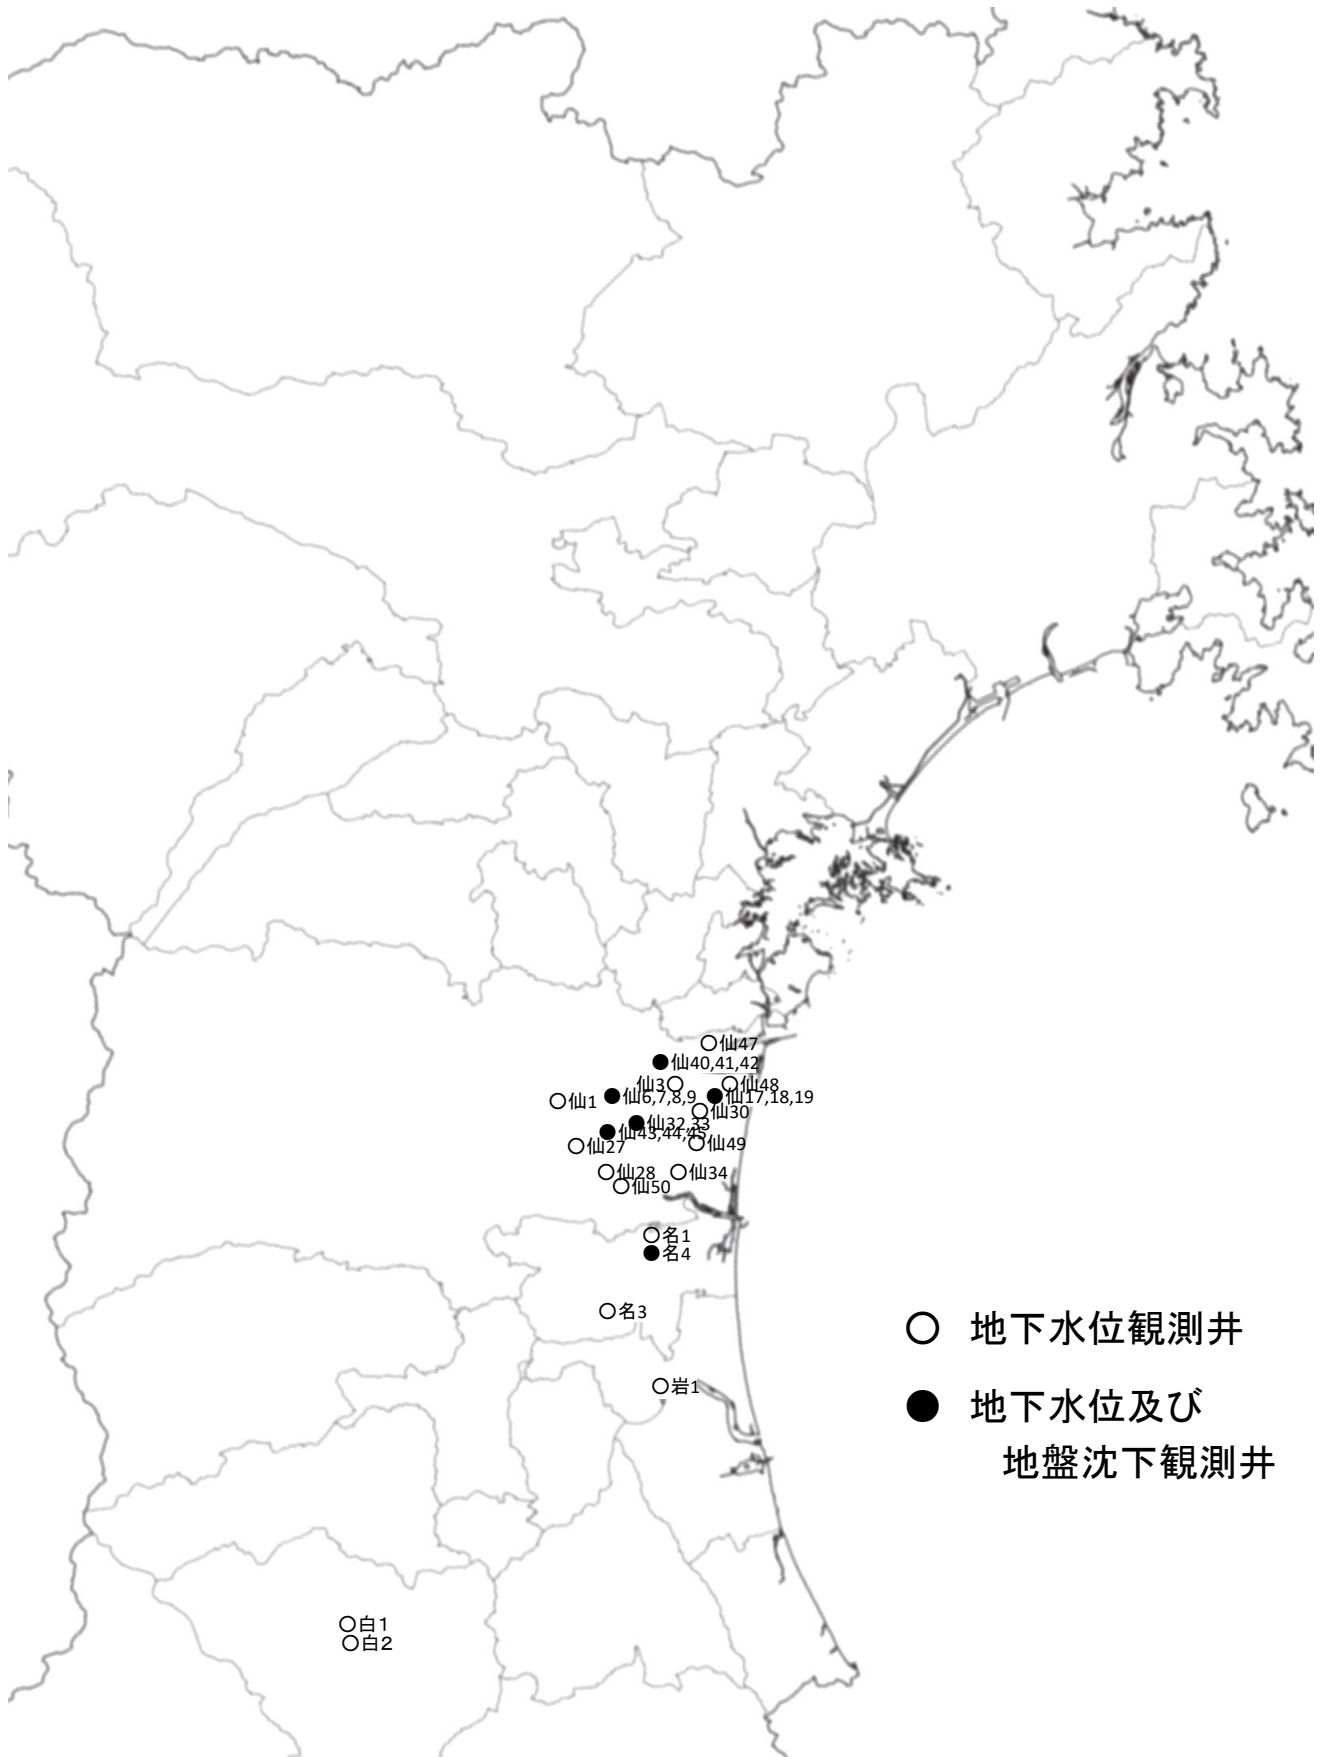 仙47
仙40,41,42
仙3
仙48
仙6,7,8,9
仙17,18,19
仙1
仙30
仙32,33
仙43,44,45
仙49
仙27
仙28
仙34
仙50
名1
名4
名3
岩1
白1
白2
地下水位観測井
地下水位及び
地盤沈下観測井